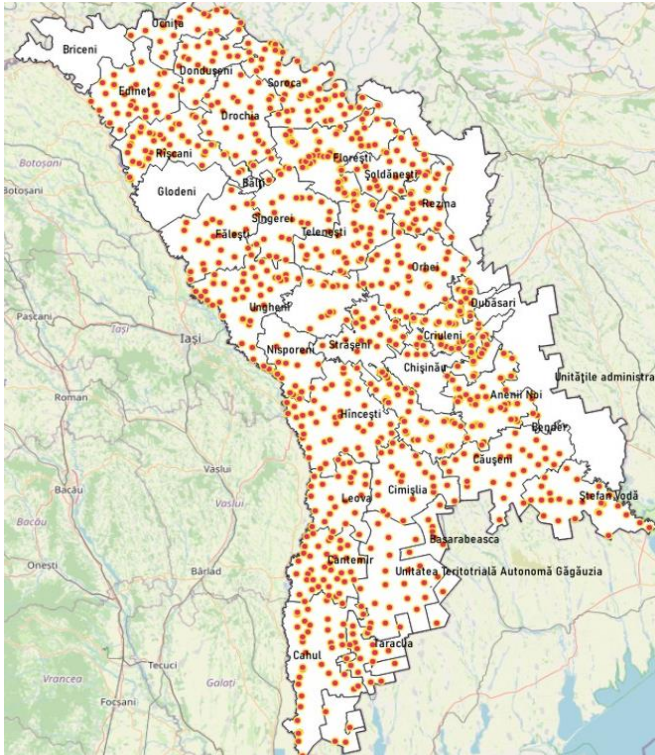 Ocnița
Briceni
Dondușeni
Soroca
Edineț
Drochia
Botoșani
Rîșcani
Florești
Botoșani
Bălți
Șoldănești
Glodeni
Rezina
Sîngerei
Fălești
Telenești
Orhei
Dubăsari
Ungheni
Pașcani
Iași
Iași
Criuleni
Strășeni
Nisporeni
Chișinău
Unitățile administra
Roman
Anenii Noi
Hîncești
Bender
Căușeni
Vaslui
Bacău
Cimișlia
Leova
Ștefan Vodă
Vaslui
Bacău
Basarabeasca
Onești
Cantemir
Bârlad
Unitatea Teritotrială Autonomă Găgăuzia
Taraclia
Cahul
Tecuci
Vrancea
Galați
Focșani